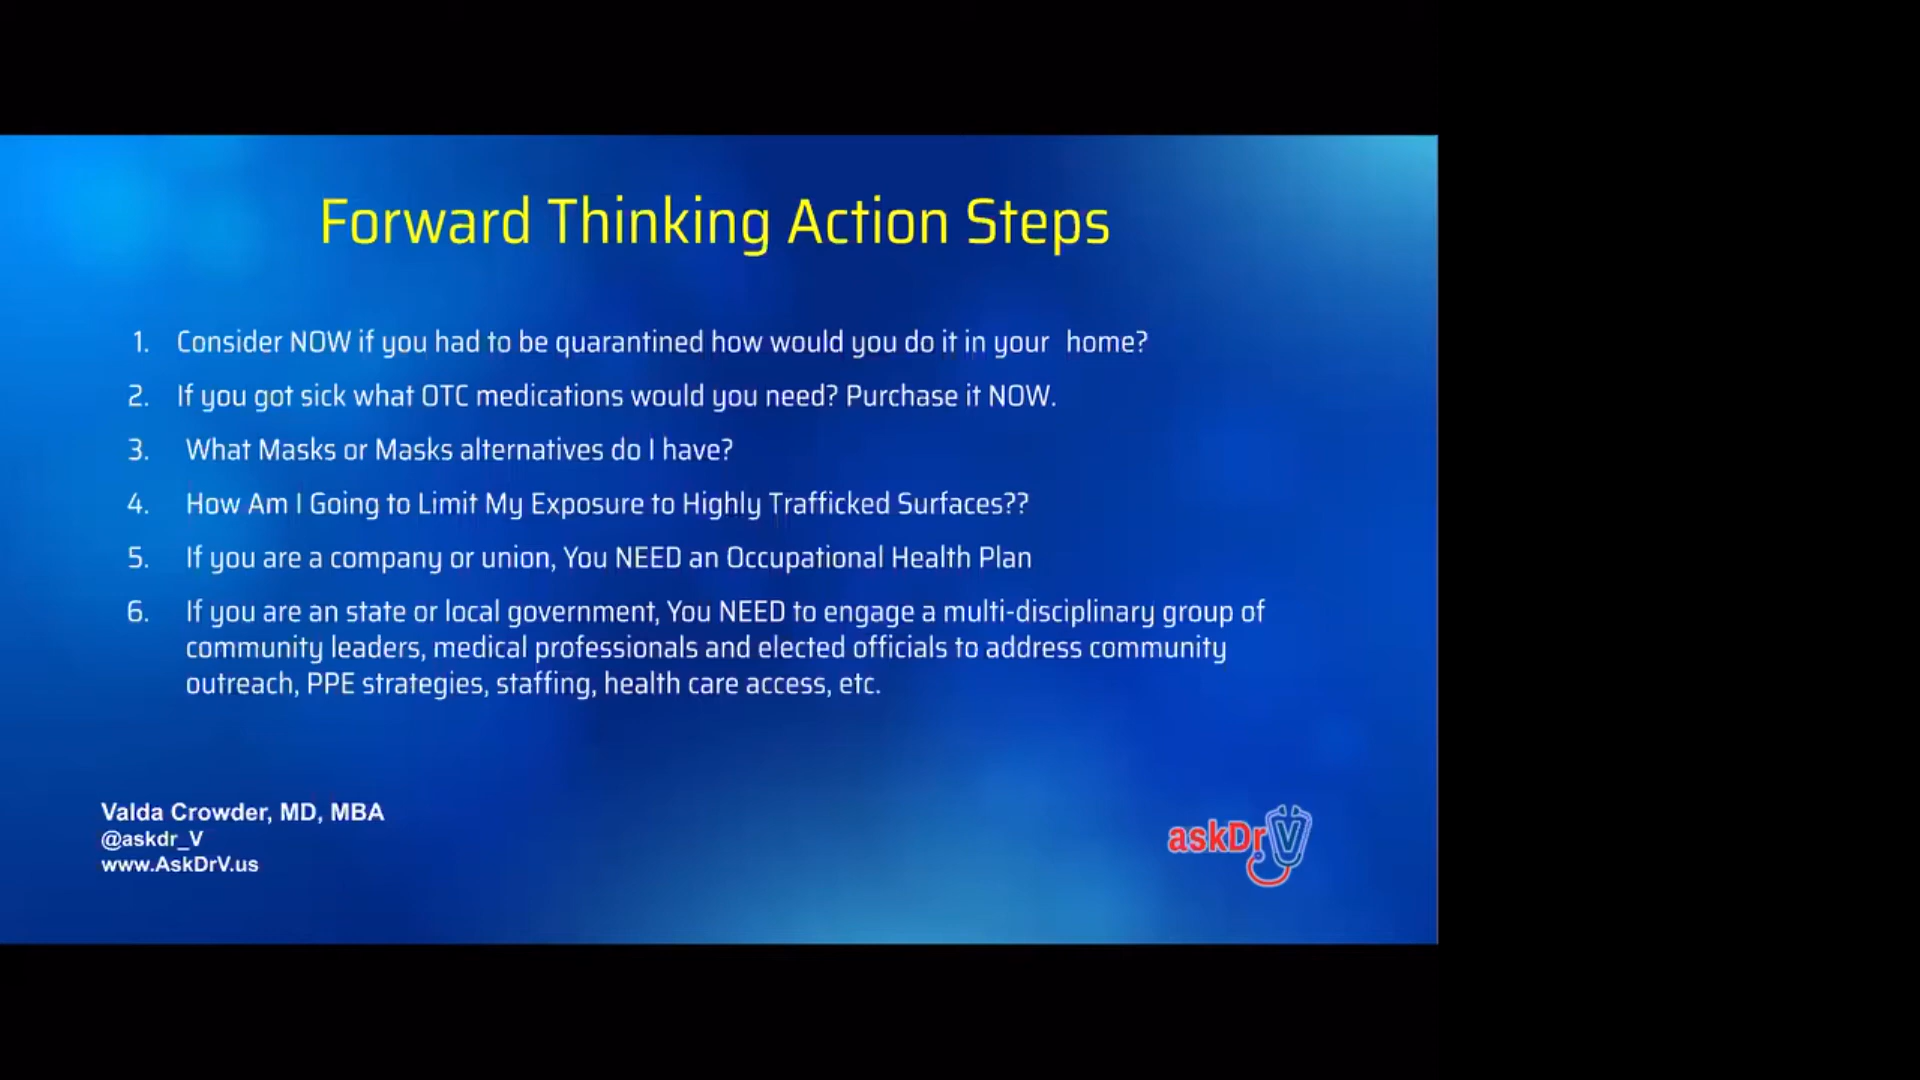 Forward Thinking Action Steps
1. Consider NOW if you had to be quarantined how would you do it in your home?
2. If you got sick what OTC medications would you need? Purchase it NOW.
3. What Masks or Masks alternatives do I have?
4. How Am I Going to Limit My Exposure to Highly Trafficked Surfaces??
5. If you are a company or union, You NEED an Occupational Health Plan
6. If you are an state or local government, You NEED to engage a multi-disciplinary group of
community leaders, medical professionals and elected officials to address community
outreach, PPE strategies, staffing, health care access, etc.
Valda Crowder, MD, MBA
@askdr_V
www.AskDrV.us
askDrV